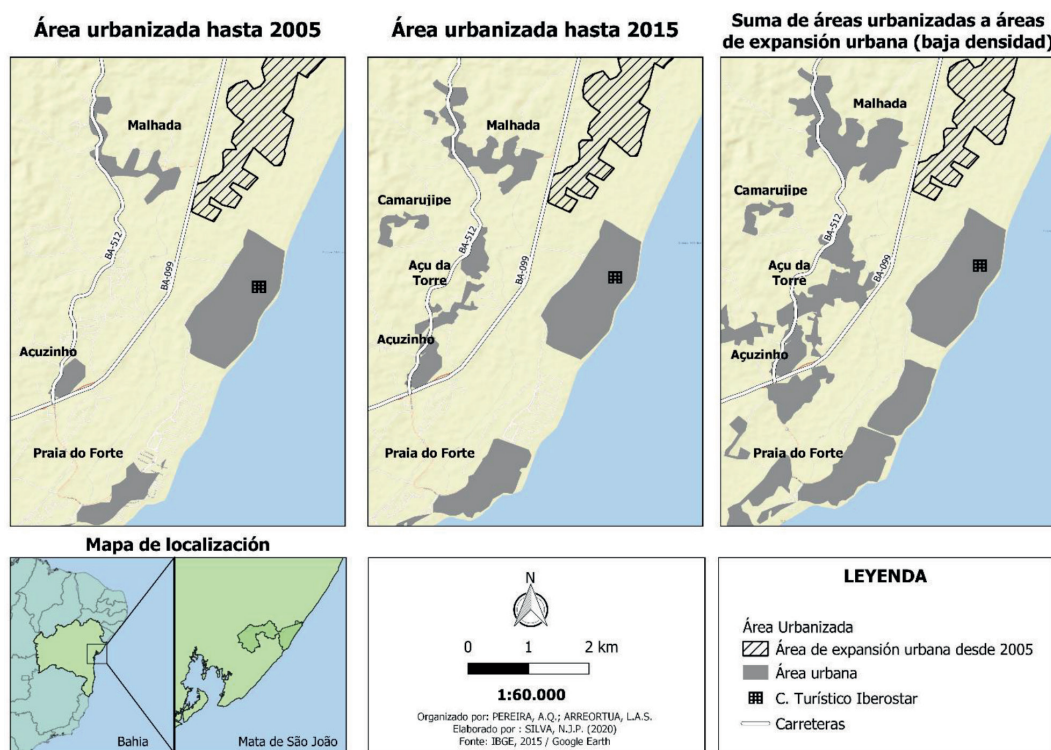 Área urbanizada hasta 2005
Malhada
BA-512
BA-099
Açuzinho
Praia do Forte
Área urbanizada hasta 2015
Malhada
Camarujipe
BA-512
Açu da
Torre
BA-099
Açuzinho
Praia do Forte
Suma de áreas urbanizadas a áreas
de expansión urbana (baja densidad)
Malhada
Camarujipe
BA-512
Açu da
Torre
BA-099
Açuzinho
Praia do Forte
Mapa de localización
Bahia
Mata de São João
N
0 1 2 km
1:60.000
Organizado por: PEREIRA, A.Q.; ARREORTUA, L.A.S.
Elaborado por : SILVA, N.J.P. (2020)
Fonte: IBGE, 2015 / Google Earth
LEYENDA
Área Urbanizada
Área de expansión urbana desde 2005
Área urbana
C. Turístico Iberostar
Carreteras